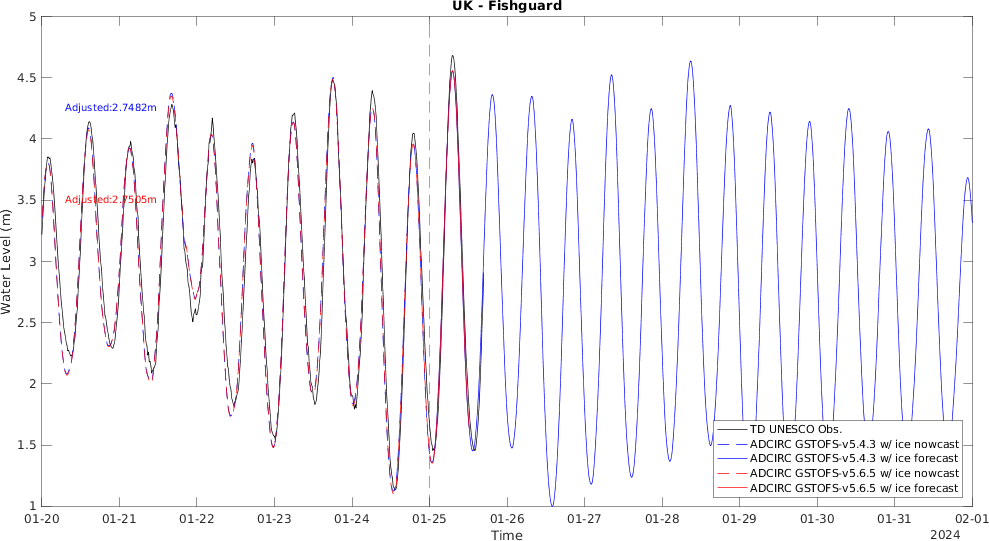 UK - Fishguard
5
4.5
4
3.5
3
2.5
2
1.5
1
Water Level (m)
Adjusted:2.7482m
Adjusted:2.7505m
TD UNESCO Obs.
ADCIRC GSTOFS-v5.4.3 w/ ice nowcast
ADCIRC GSTOFS-v5.4.3 w/ ice forecast
ADCIRC GSTOFS-v5.6.5 w/ ice nowcast
ADCIRC GSTOFS-v5.6.5 w/ ice forecast
01-20 01-21 01-22 01-23 01-24 01-25 01-26 01-27 01-28 01-29 01-30 01-31 02-01
Time
2024